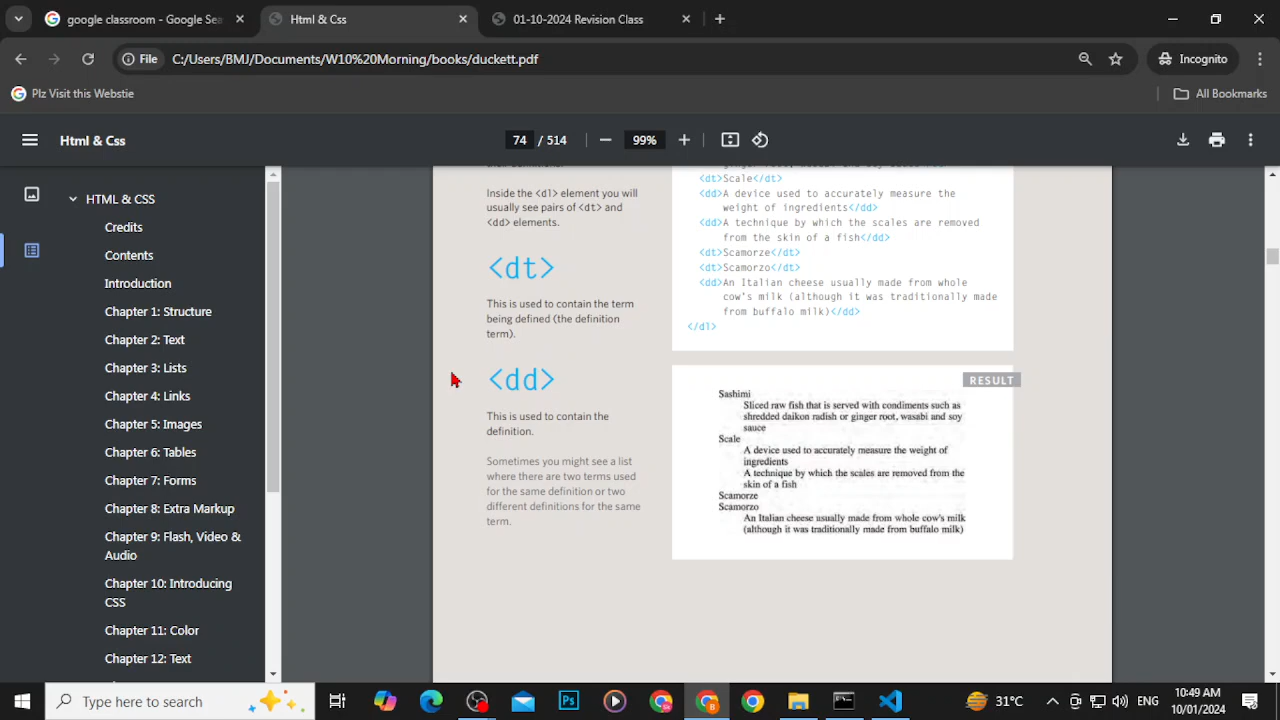 google classroom - Google Sea
Html & Css
01-10-2024 Revision Class
File
C:/Users/BMJ/Documents/W10%20Morning/books/duckett.pdf
Incognito
Plz Visit this Webstie
All Bookmarks
Html & Css
74 / 514
99%
HTML & CSS
Credits
Contents
Introduction
Chapter 1: Structure
Chapter 2: Text
Chapter 3: Lists
Chapter 4: Links
Chapter 5: Images
Chapter 6: Tables
Chapter 7: Forms
Chapter 8: Extra Markup
Chapter 9: Flash, Video &
Audio
Chapter 10: Introducing
CSS
Chapter 11: Color
Chapter 12: Text
Inside the <dl> element you will
usually see pairs of <dt> and
<dd> elements.
<dt>
This is used to contain the term
being defined (the definition
term).
<dd>
This is used to contain the
definition.
Sometimes you might see a list
where there are two terms used
for the same definition or two
different definitions for the same
term.
<dt>Scale</dt>
<dd>A device used to accurately measure the
weight of ingredients</dd>
<dd>A technique by which the scales are removed
from the skin of a fish</dd>
<dt>Scamorze</dt>
<dt>Scamorzo</dt>
<dd>An Italian cheese usually made from whole
cow's milk (although it was traditionally made
from buffalo milk)</dd>
</dl>
RESULT
Sashimi
Sliced raw fish that is served with condiments such as
shredded daikon radish or ginger root, wasabi and soy
sauce
Scale
A device used to accurately measure the weight of
ingredients
A technique by which the scales are removed from the
skin of a fish
Scamorze
Scamorzo
An Italian cheese usually made from whole cow's milk
(although it was traditionally made from buffalo milk)
Type here to search
31°C
ENG
10:49 AM
10/01/2024